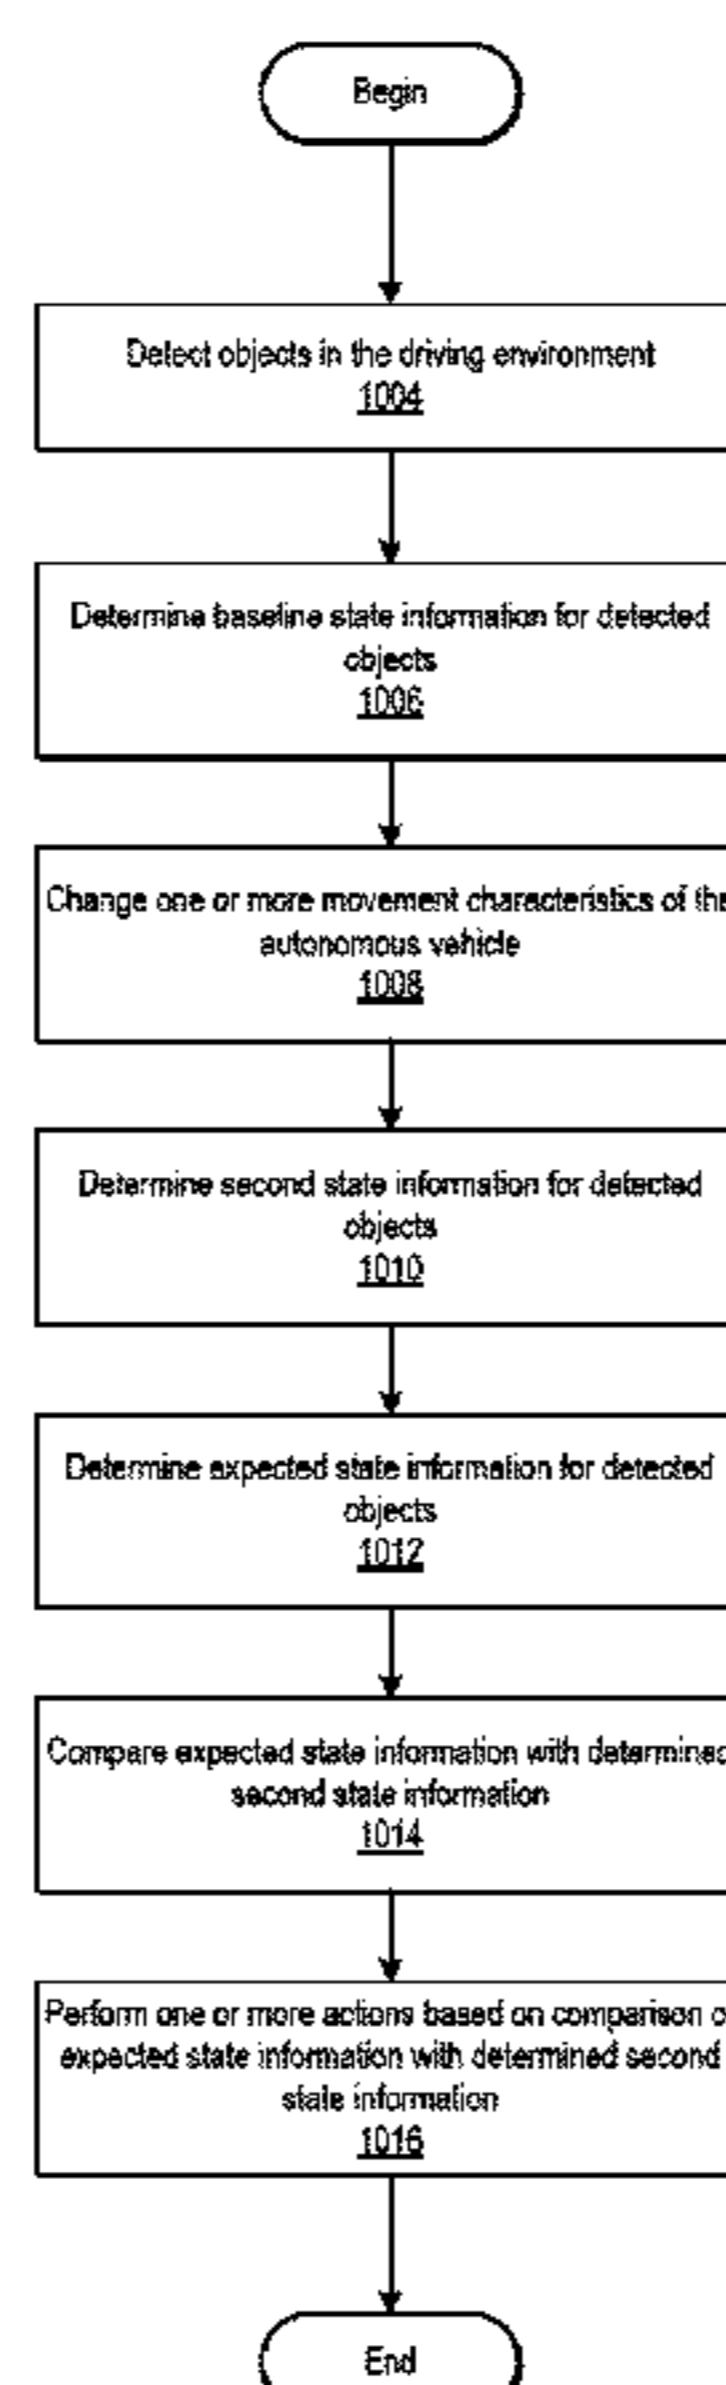 Begin
Detect objects in the driving environment
1004
Determine baseline state information for detected
objects
1006
Change one or more movement characteristics of the
autonomous vehicle
1008
Determine second state information for detected
objects
1010
Determine expected state information for detected
objects
1012
Compare expected state information with determined
second state information
1014
Perform one or more actions based on comparison of
expected state information with determined second
state information
1016
End